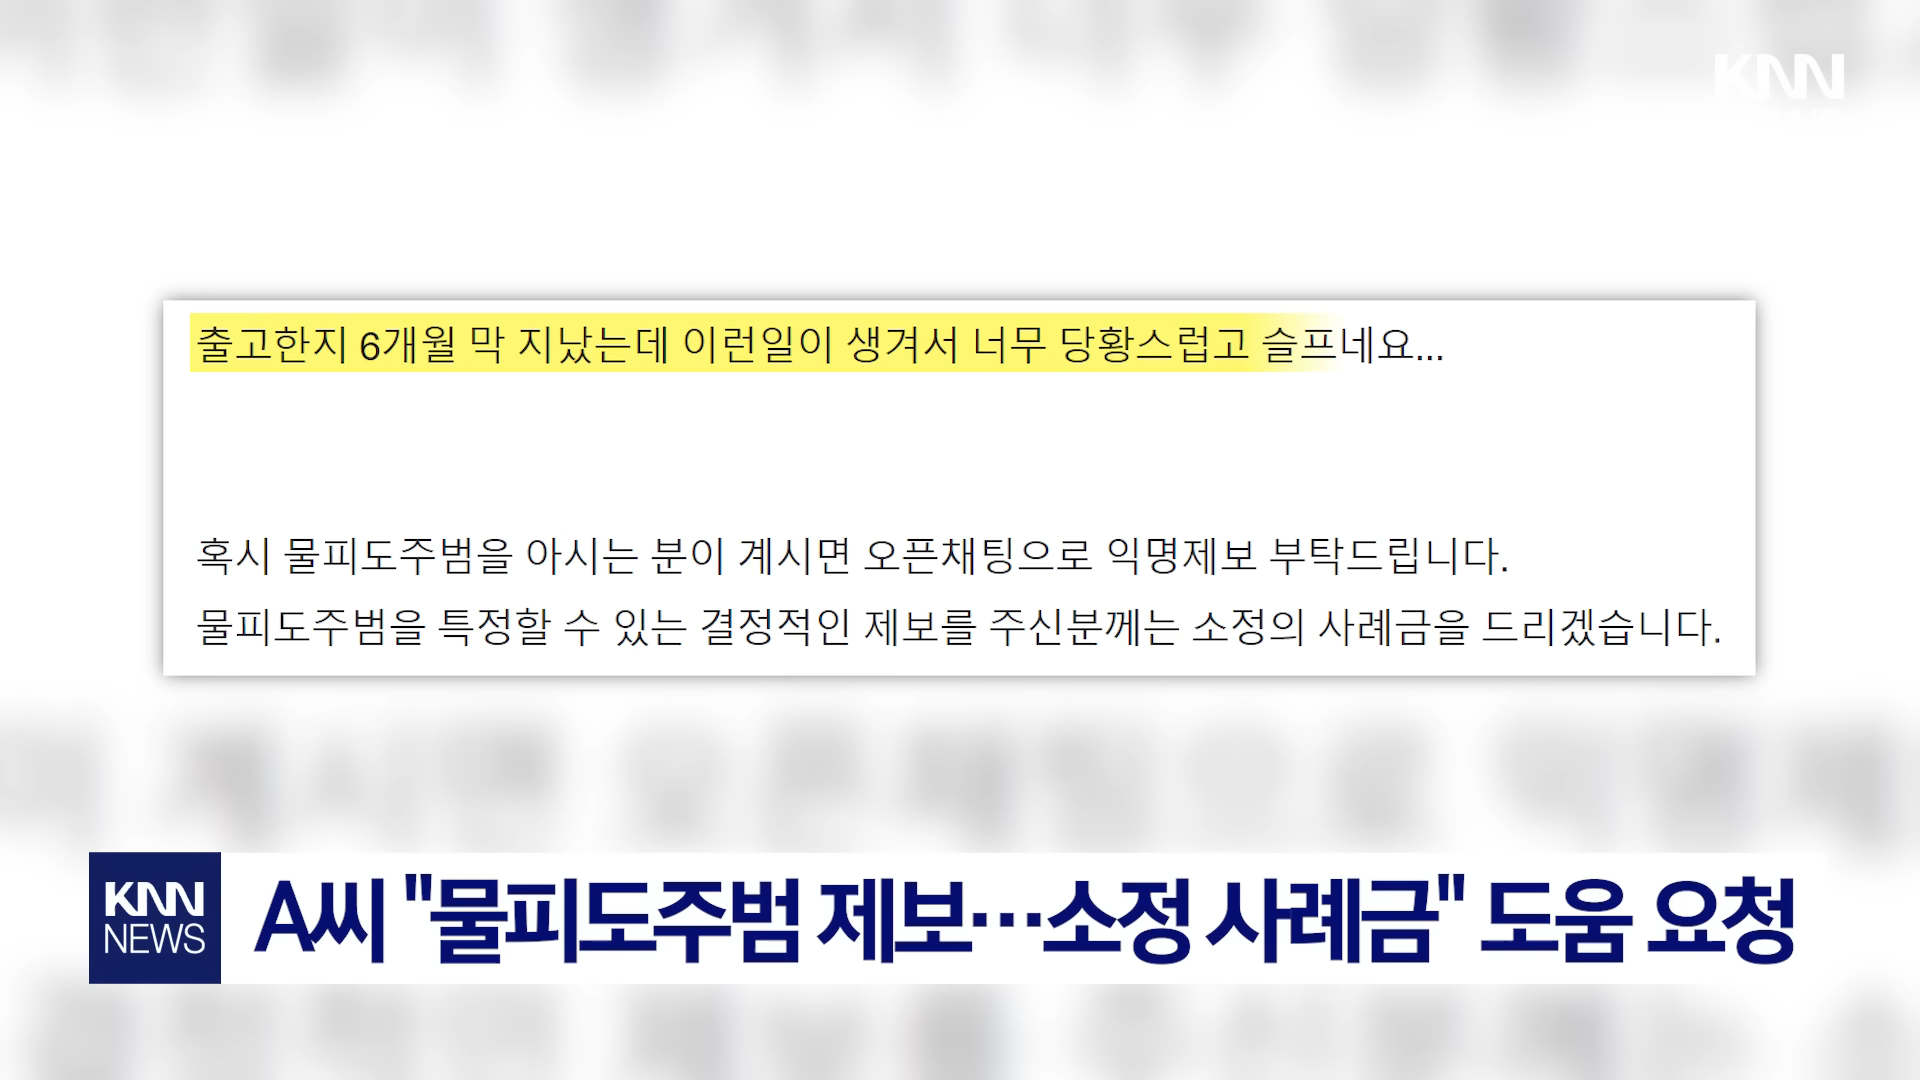 KNN
출고한지 6개월 막 지났는데 이런일이 생겨서 너무 당황스럽고 슬프네요...
혹시 물피도주범을 아시는 분이 계시면 오픈채팅으로 익명제보 부탁드립니다.
물피도주범을 특정할 수 있는 결정적인 제보를 주신분께는 소정의 사례금을 드리겠습니다.
KNN
NEWS
A씨 "물피도주범 제보…소정 사례금" 도움 요청